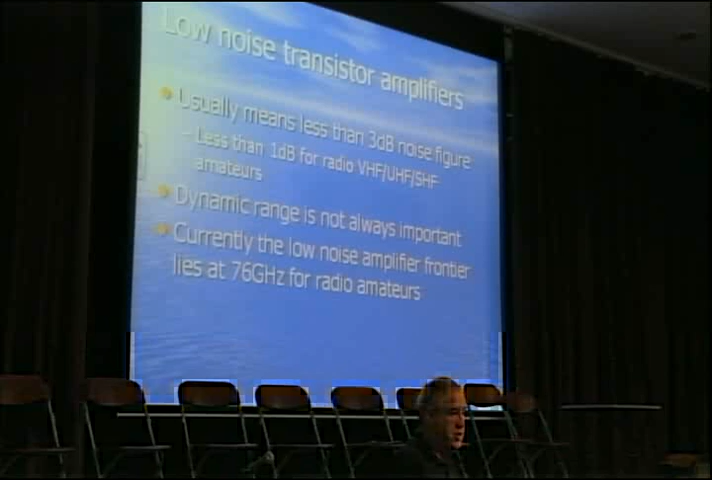 Low noise transistor amplifiers
Usually means less than 3dB noise figure
- Less than 1dB for radio VHF/UHF/SHF
amateurs
Dynamic range is not always important
Currently the low noise amplifier frontier
lies at 76GHz for radio amateurs